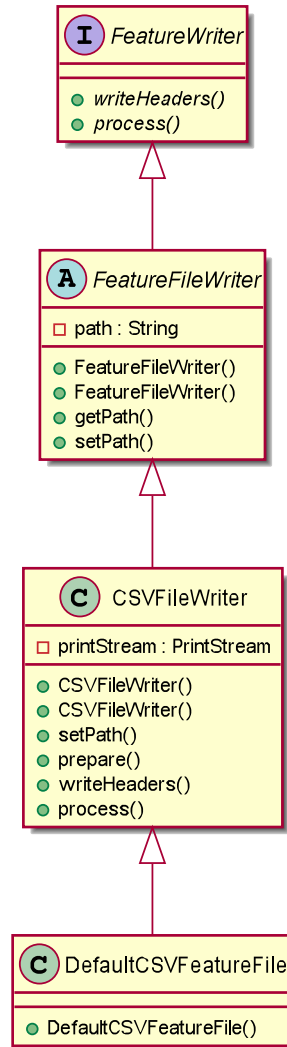 I FeatureWriter
writeHeaders()
process()
A FeatureFileWriter
path : String
FeatureFileWriter()
FeatureFileWriter()
getPath()
setPath()
C CSVFileWriter
printStream : PrintStream
CSVFileWriter()
CSVFileWriter()
setPath()
prepare()
writeHeaders()
process()
C DefaultCSVFeatureFile
DefaultCSVFeatureFile()